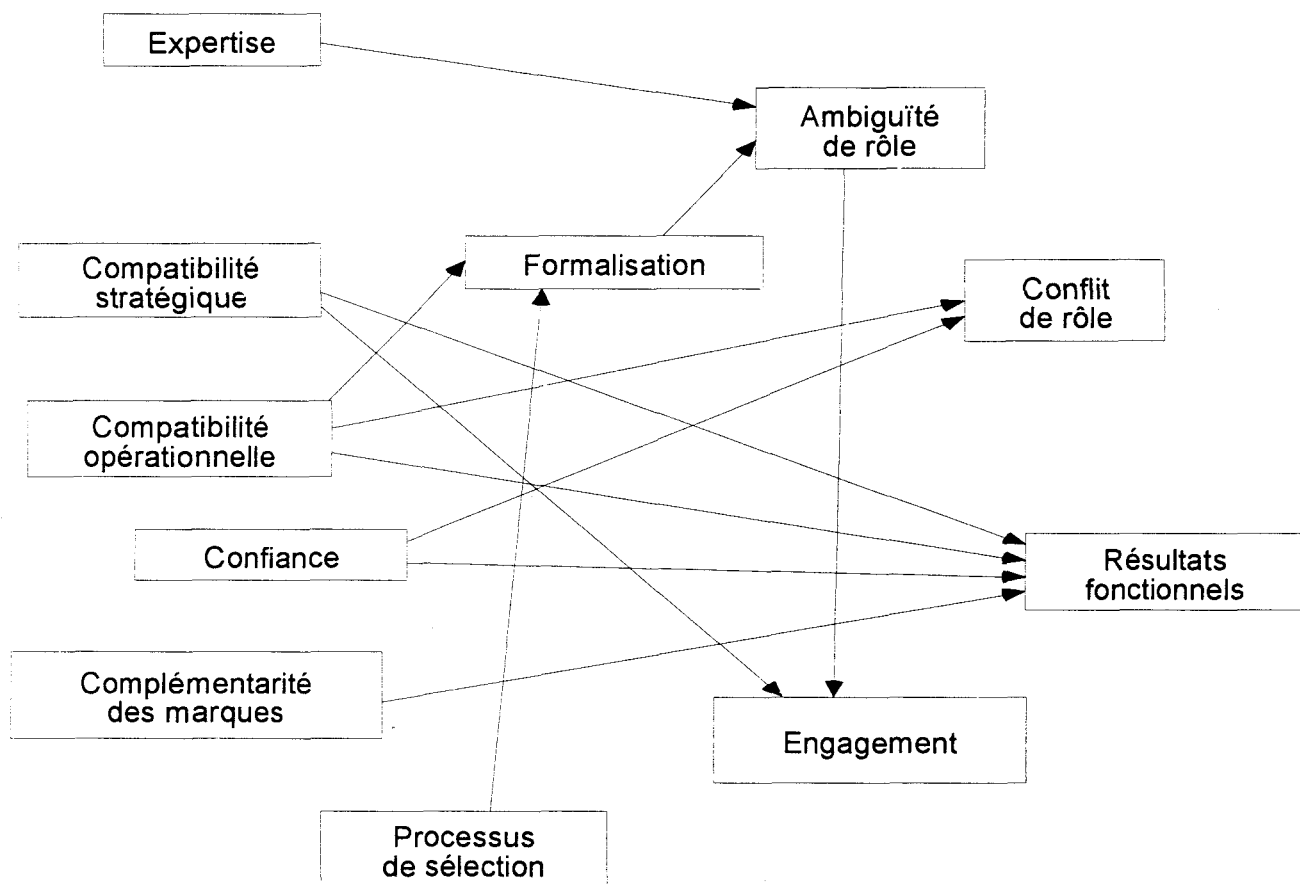 Expertise
Ambiguïté
de rôle
Compatibilité
stratégique
Formalisation
Conflit
de rôle
Compatibilité
opérationnelle
Confiance
Résultats
fonctionnels
Complémentarité
des marques
Engagement
Processus
de sélection